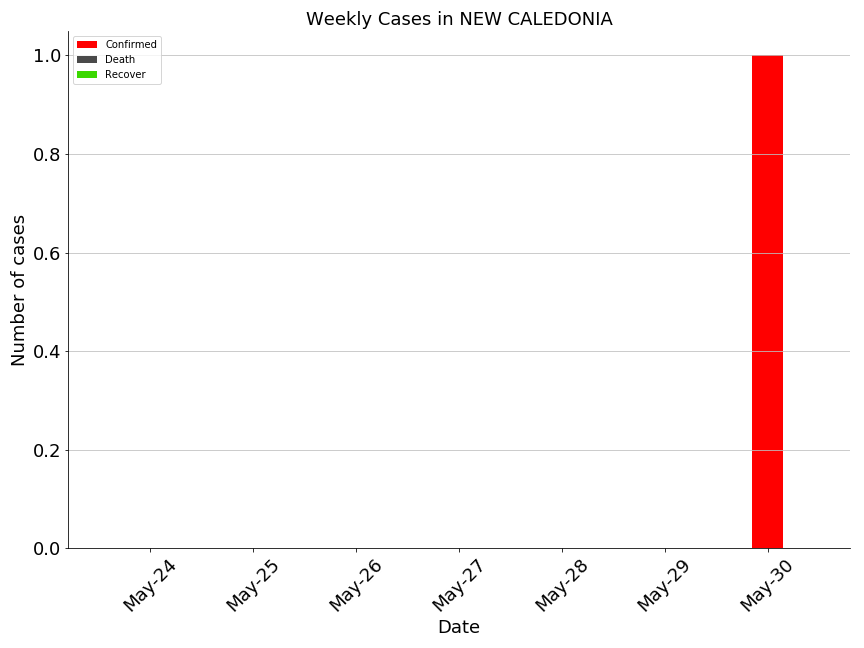 Weekly Cases in NEW CALEDONIA
Confirmed
Death
Recover
1.0
0.8
0.6
0.4
0.2
0.0
Number of cases
May-24
May-25
May-26
May-27
May-28
May-29
May-30
Date